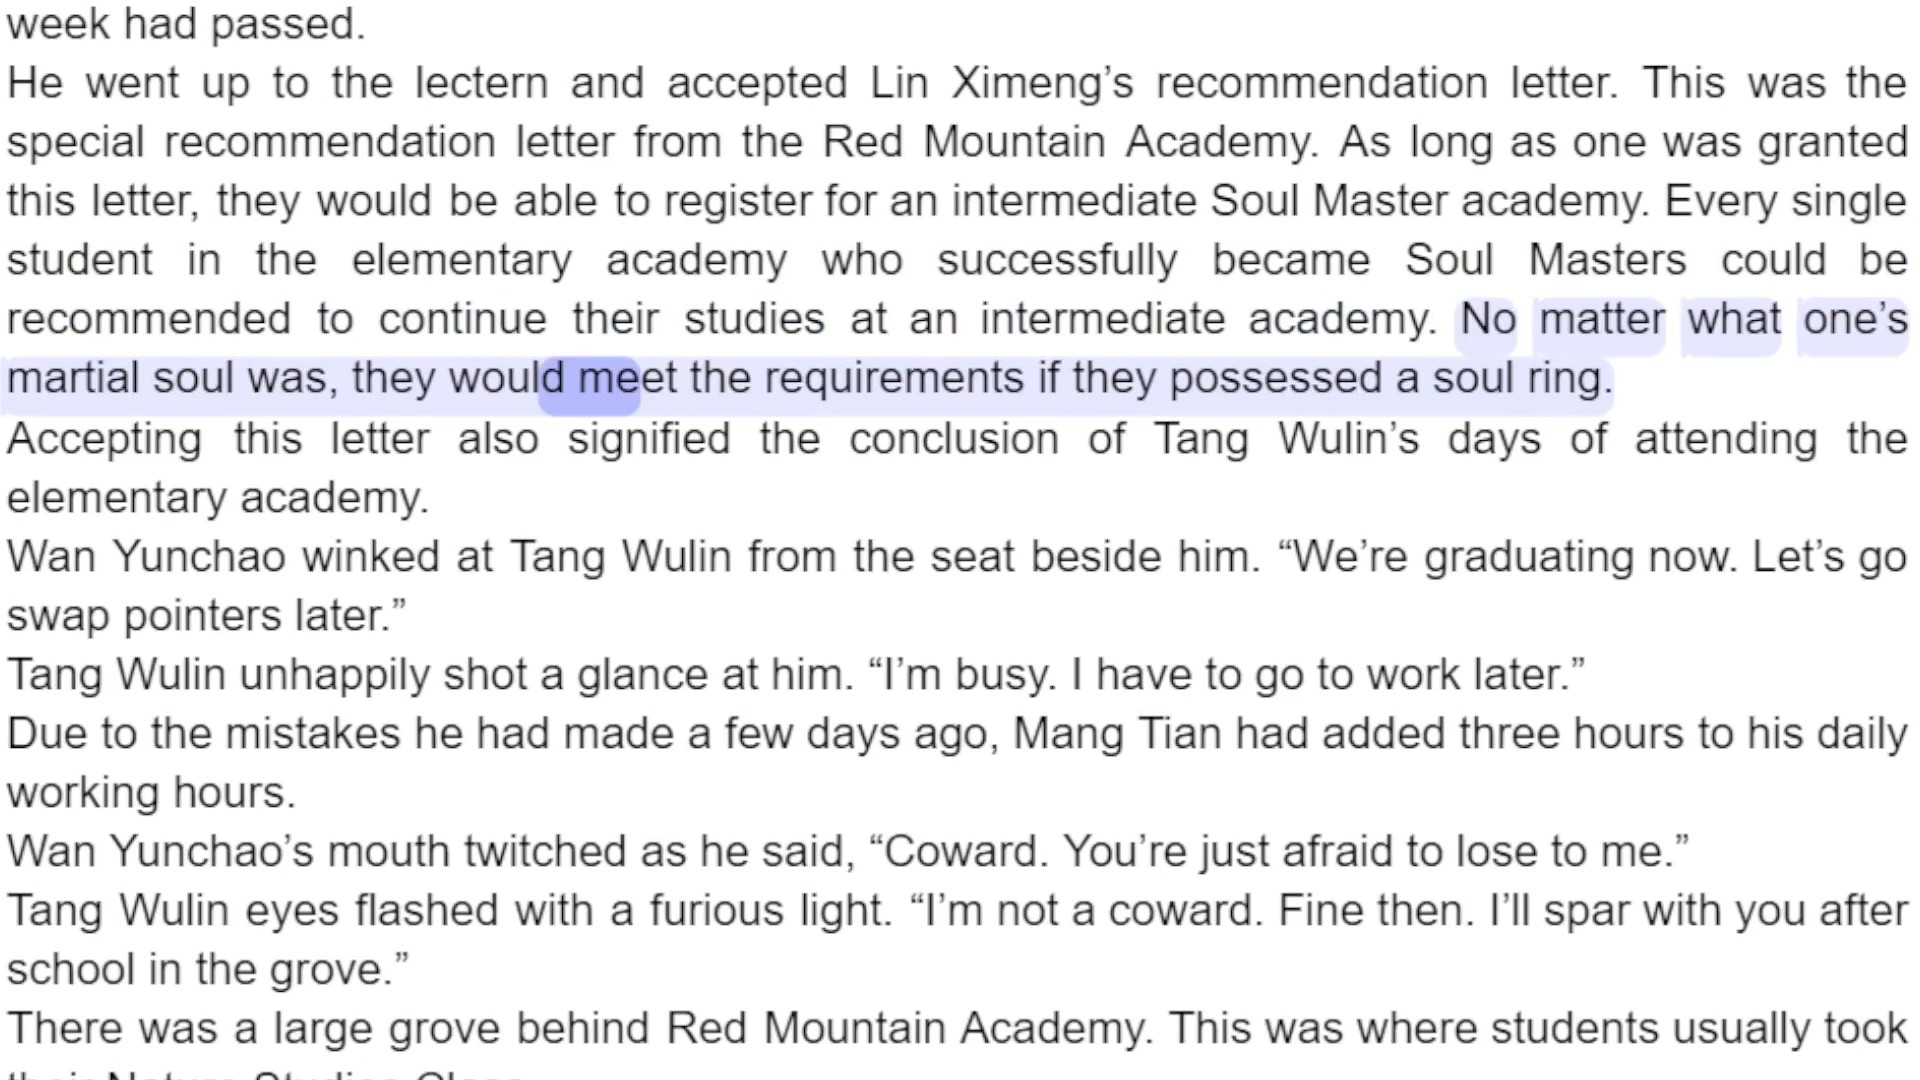 week had passed.
He went up to the lectern and accepted Lin Ximeng’s recommendation letter. This was the
special recommendation letter from the Red Mountain Academy. As long as one was granted
this letter, they would be able to register for an intermediate Soul Master academy. Every single
student in the elementary academy who successfully became Soul Masters could be
recommended to continue their studies at an intermediate academy. No matter what one’s
martial soul was, they would meet the requirements if they possessed a soul ring.
Accepting this letter also signified the conclusion of Tang Wulin’s days of attending the
elementary academy.
Wan Yunchao winked at Tang Wulin from the seat beside him. “We’re graduating now. Let’s go
swap pointers later.”
Tang Wulin unhappily shot a glance at him. “I’m busy. I have to go to work later.”
Due to the mistakes he had made a few days ago, Mang Tian had added three hours to his daily
working hours.
Wan Yunchao’s mouth twitched as he said, “Coward. You’re just afraid to lose to me.”
Tang Wulin eyes flashed with a furious light. “I’m not a coward. Fine then. I’ll spar with you after
school in the grove.”
There was a large grove behind Red Mountain Academy. This was where students usually took
their Nature Studies Class